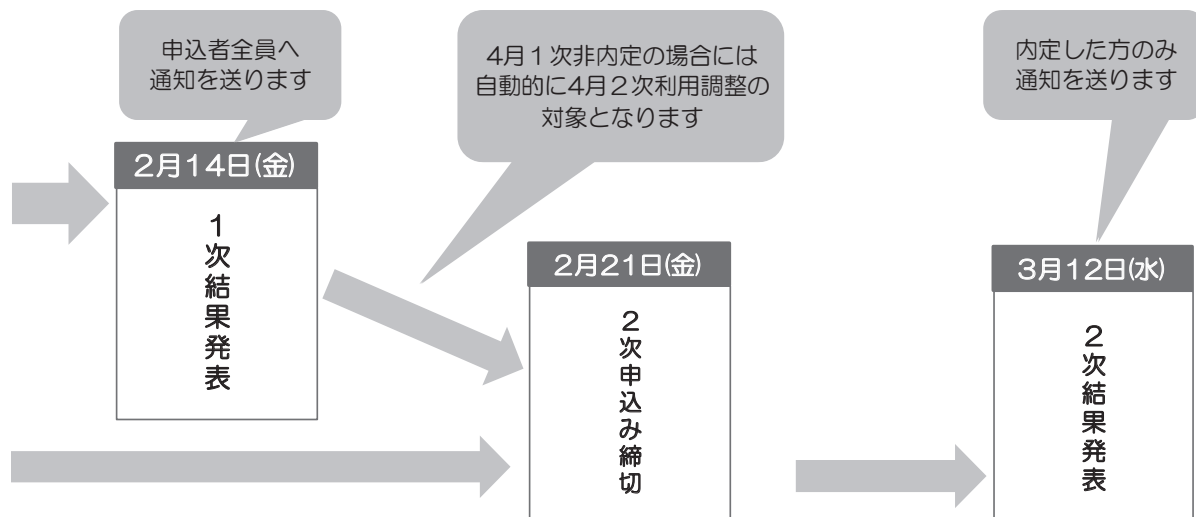 申込者全員へ
通知を送ります
4月1次非内定の場合には
自動的に4月2次利用調整の
対象となります
内定した方のみ
通知を送ります
2月14日(金)
1次結果発表
2月21日(金)
2次申込み締切
3月12日(水)
2次結果発表